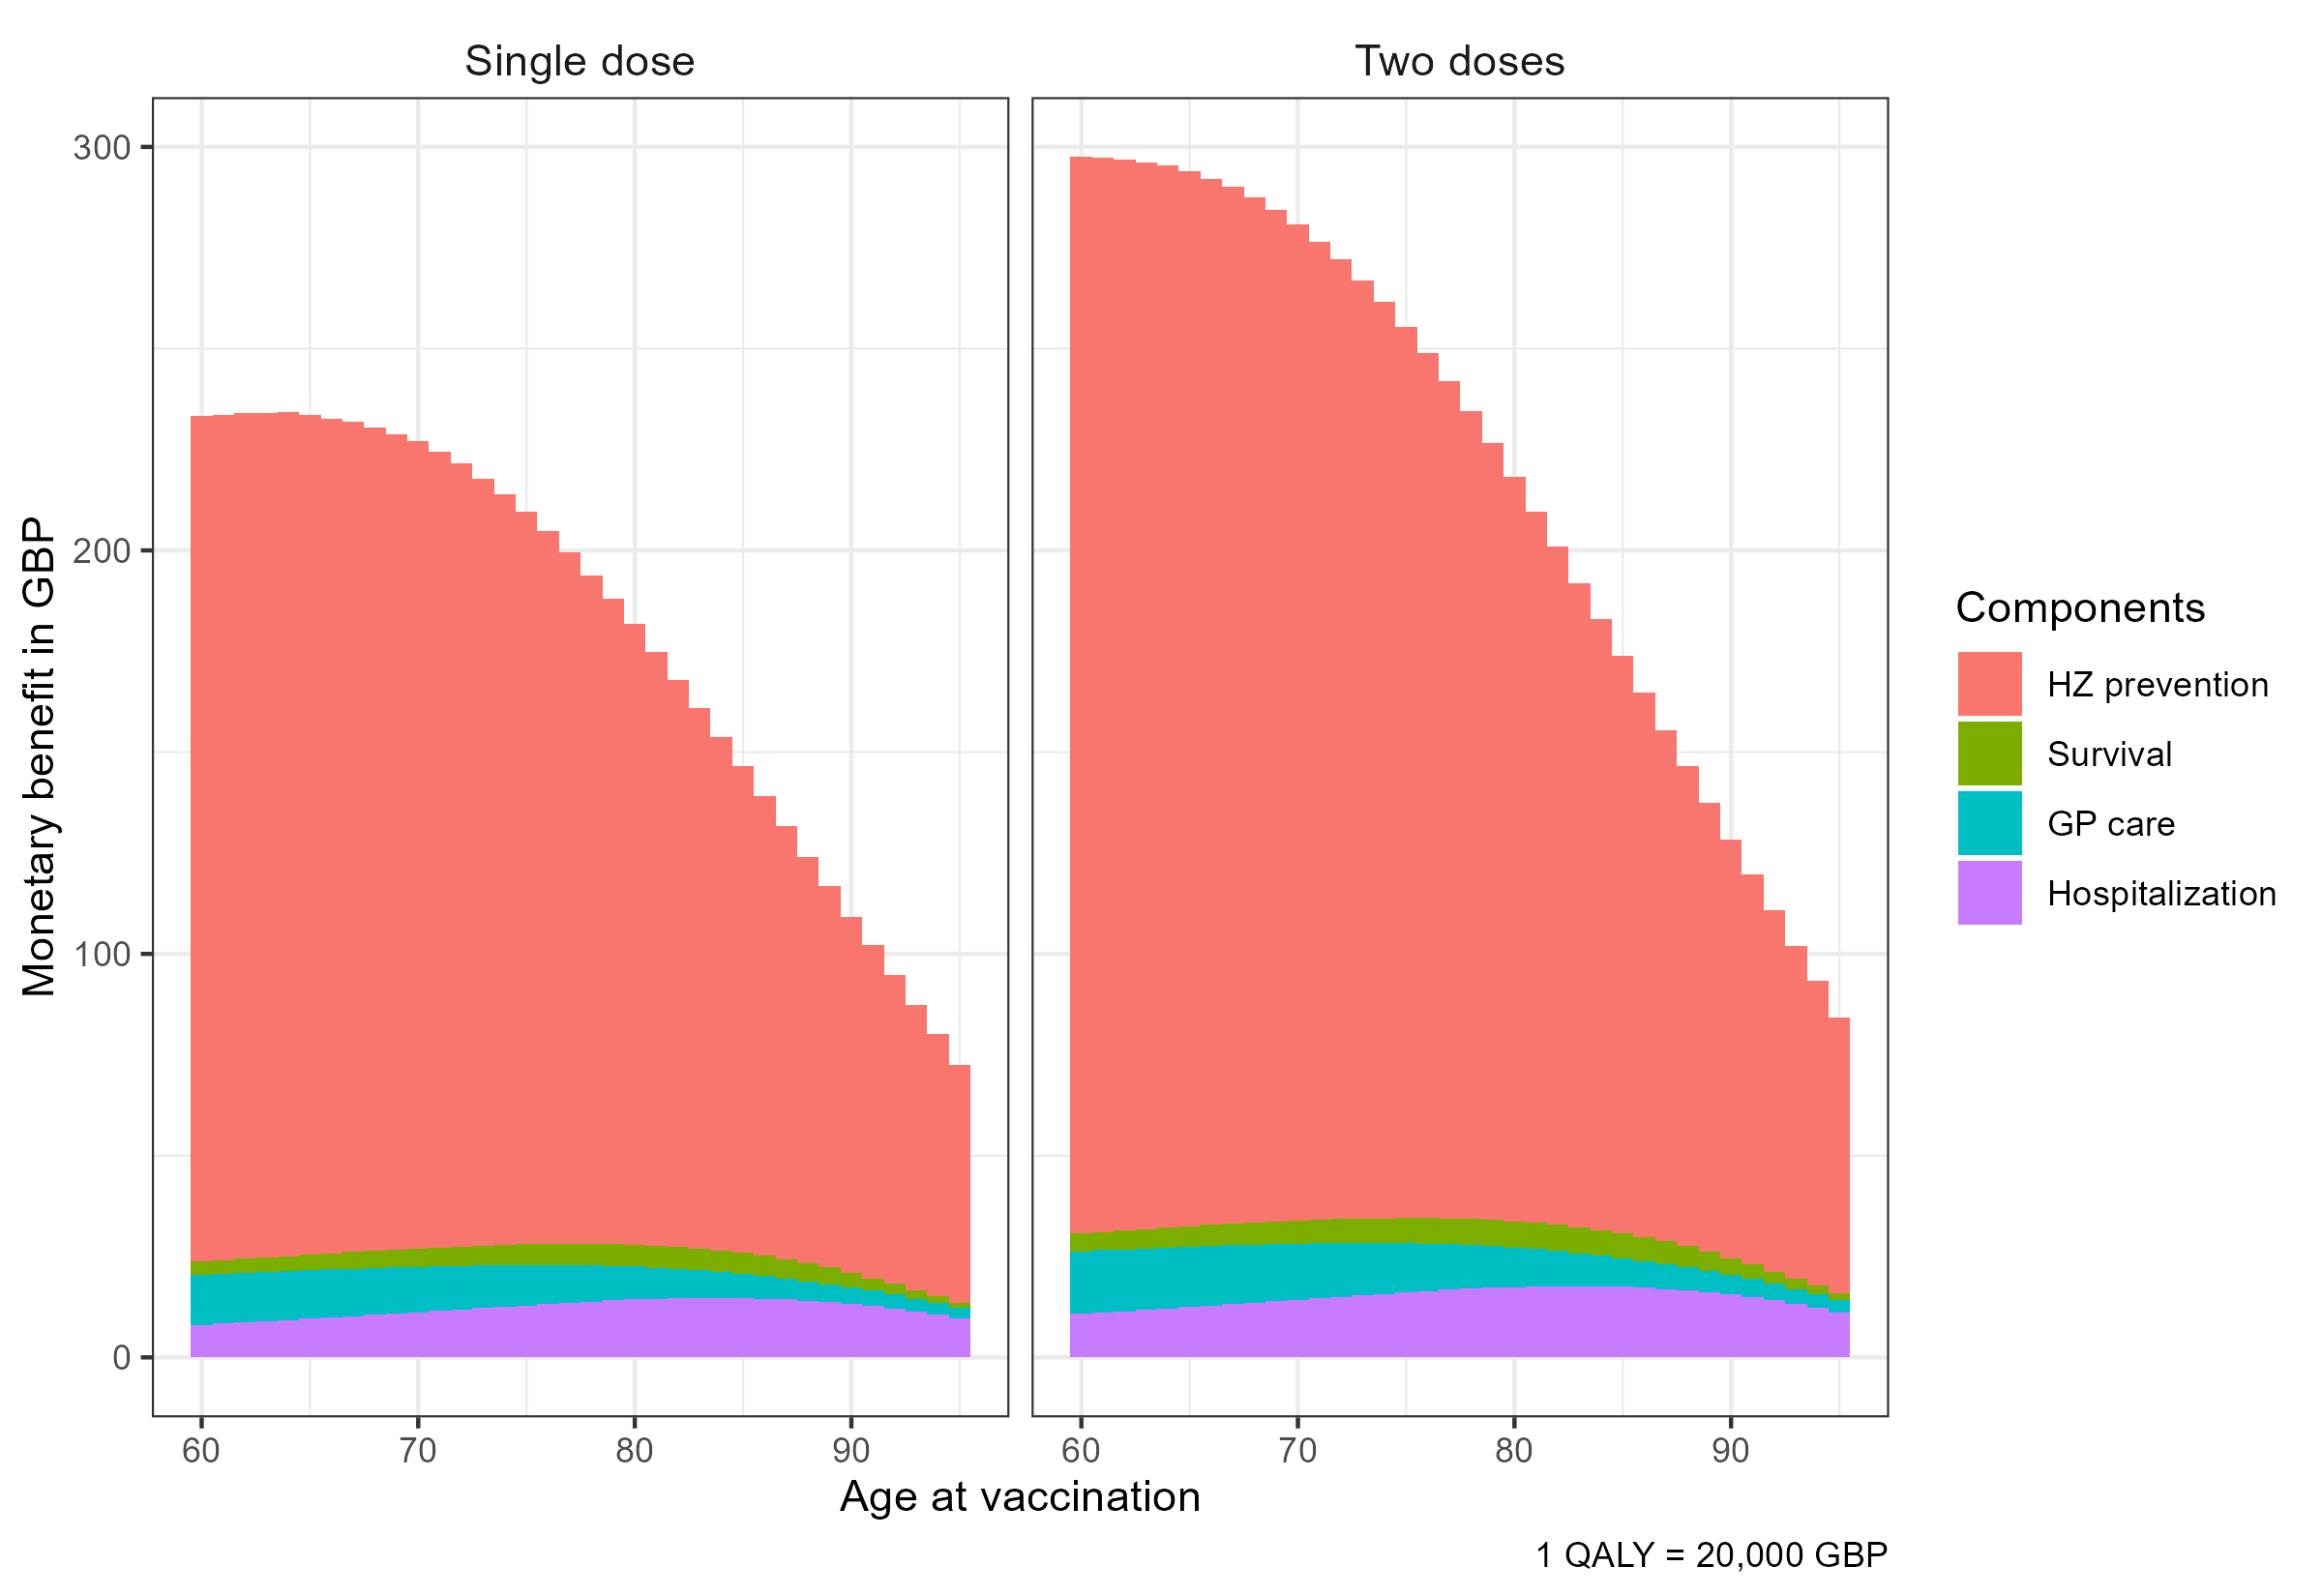 Single dose
Two doses
Monetary benefit in GBP
300
200
100
0
60
70
80
90
60
70
80
90
Age at vaccination
Components
HZ prevention
Survival
GP care
Hospitalization
1 QALY = 20,000 GBP